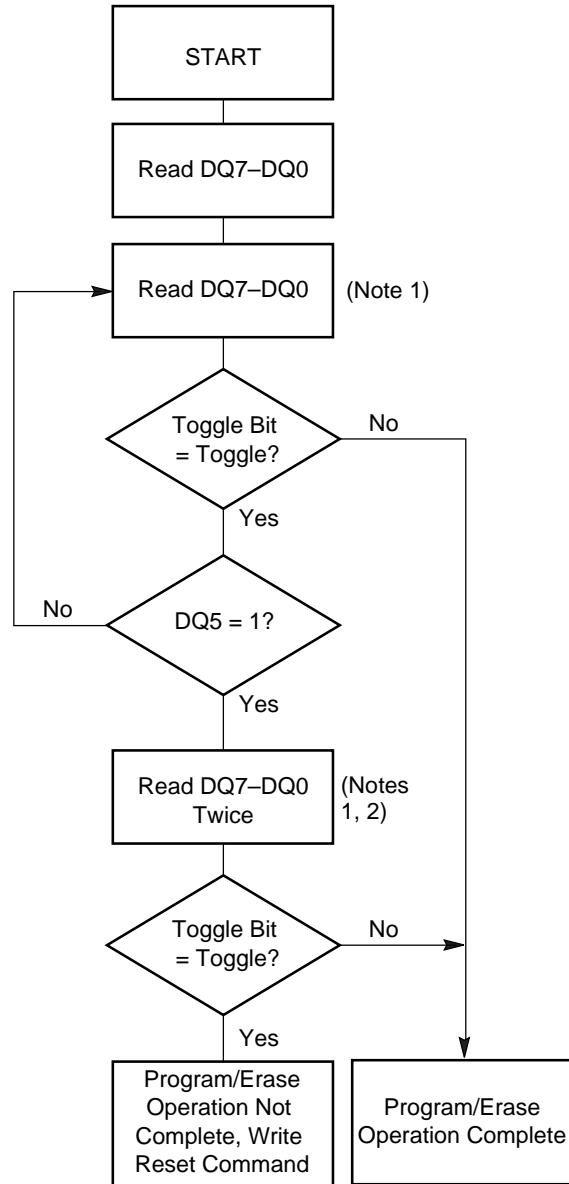 START
Read DQ7–DQ0
Read DQ7–DQ0
(Note 1)
Toggle Bit
= Toggle?
No
Yes
DQ5 = 1?
No
Yes
Read DQ7–DQ0
Twice
(Notes
1, 2)
Toggle Bit
= Toggle?
No
Yes
Program/Erase
Operation Not
Complete, Write
Reset Command
Program/Erase
Operation Complete